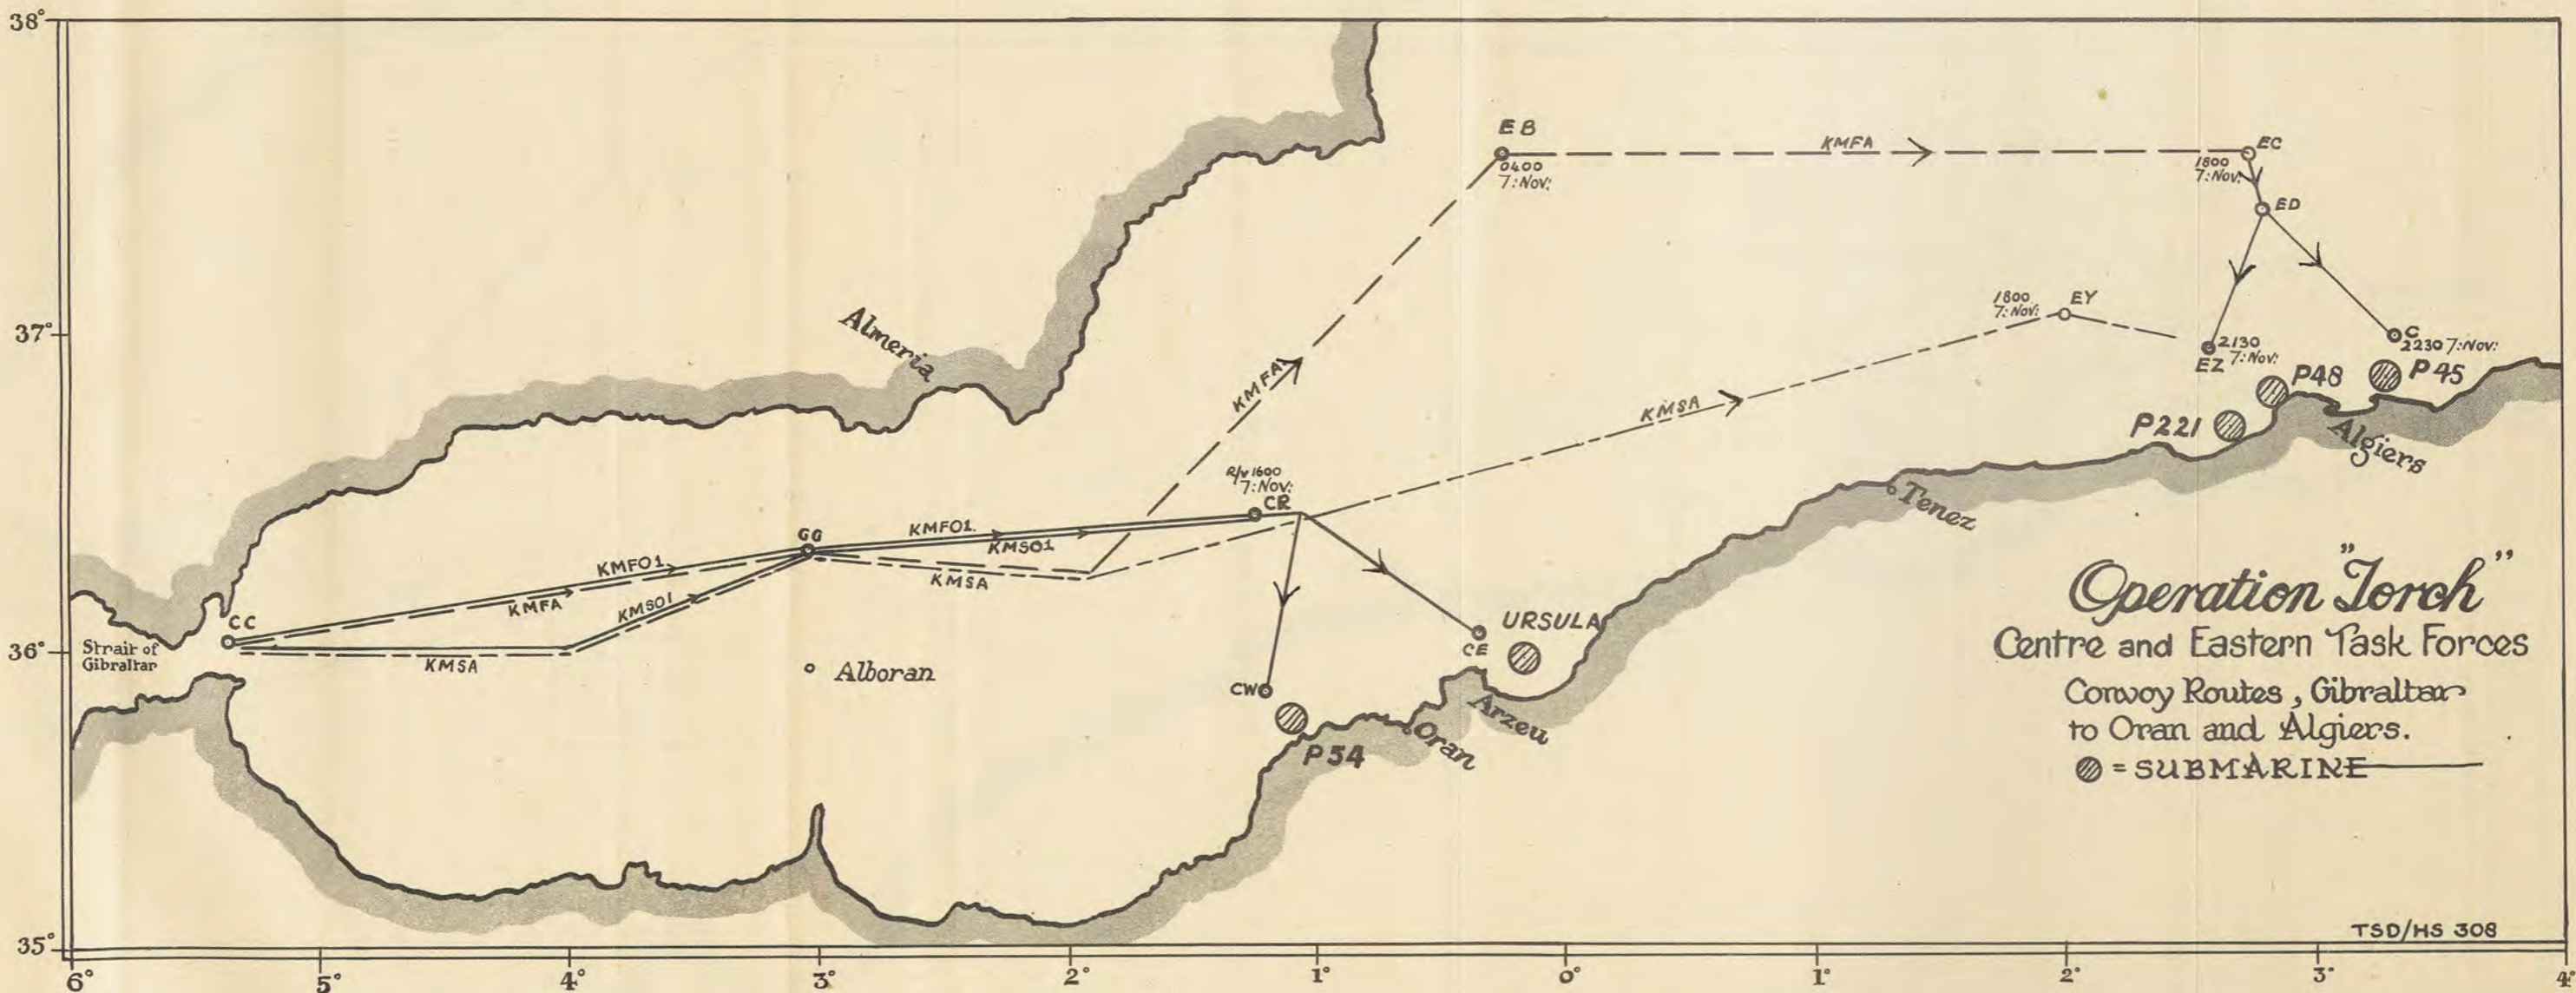 38°
37°
36°
35°
6°
5°
4°
3°
2°
1°
0°
1°
2°
3°
4°
EB
0400
7:Nov:
KMFA
EC
1800
7:Nov:
ED
Almeria
1800
7:Nov:
EY
2130
7:Nov:
EZ
C
2230 7:Nov:
P48
P45
P221
Algiers
KMFA
KMSA
R/v 1600
7:Nov:
CR
Tenez
GG
KMFO1.
KMSO1
KMSA
KMFO1
KMFA
KMSO1
KMSA
CC
Strait of
Gibraltar
Alboran
URSULA
CE
CW
P54
Oran
Arzeu
Operation "Torch"
Centre and Eastern Task Forces
Convoy Routes, Gibraltar
to Oran and Algiers.
= SUBMARINE
TSD/HS 308